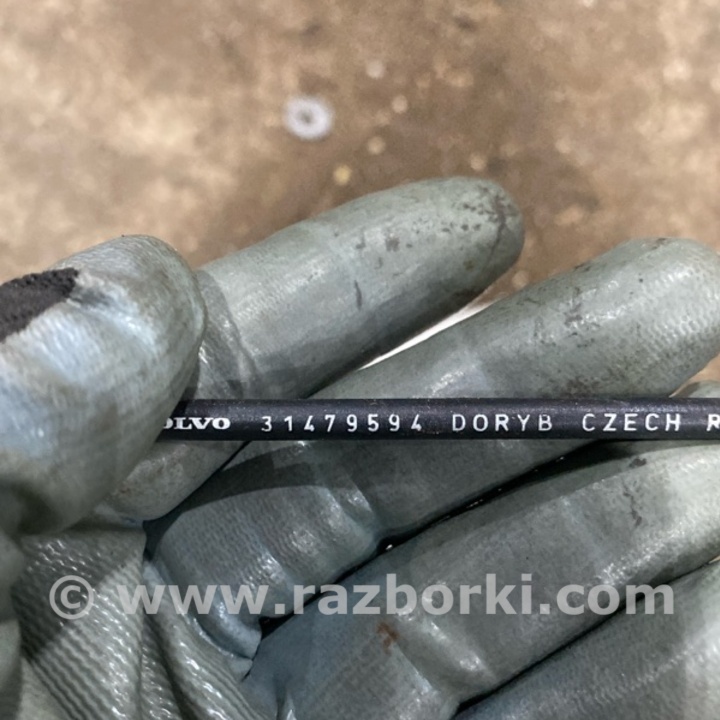 OLVO 31479594 DORYB CZECH R
© www.razborki.com